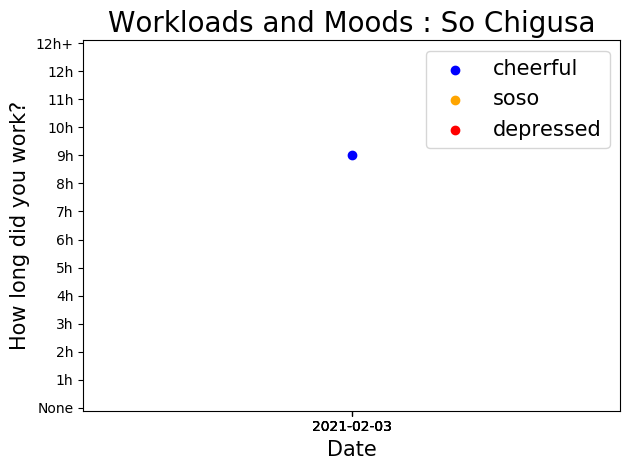 Workloads and Moods : So Chigusa
12h+
12h
11h
10h
9h
8h
7h
6h
5h
4h
3h
2h
1h
None
How long did you work?
cheerful
soso
depressed
2021-02-03
Date